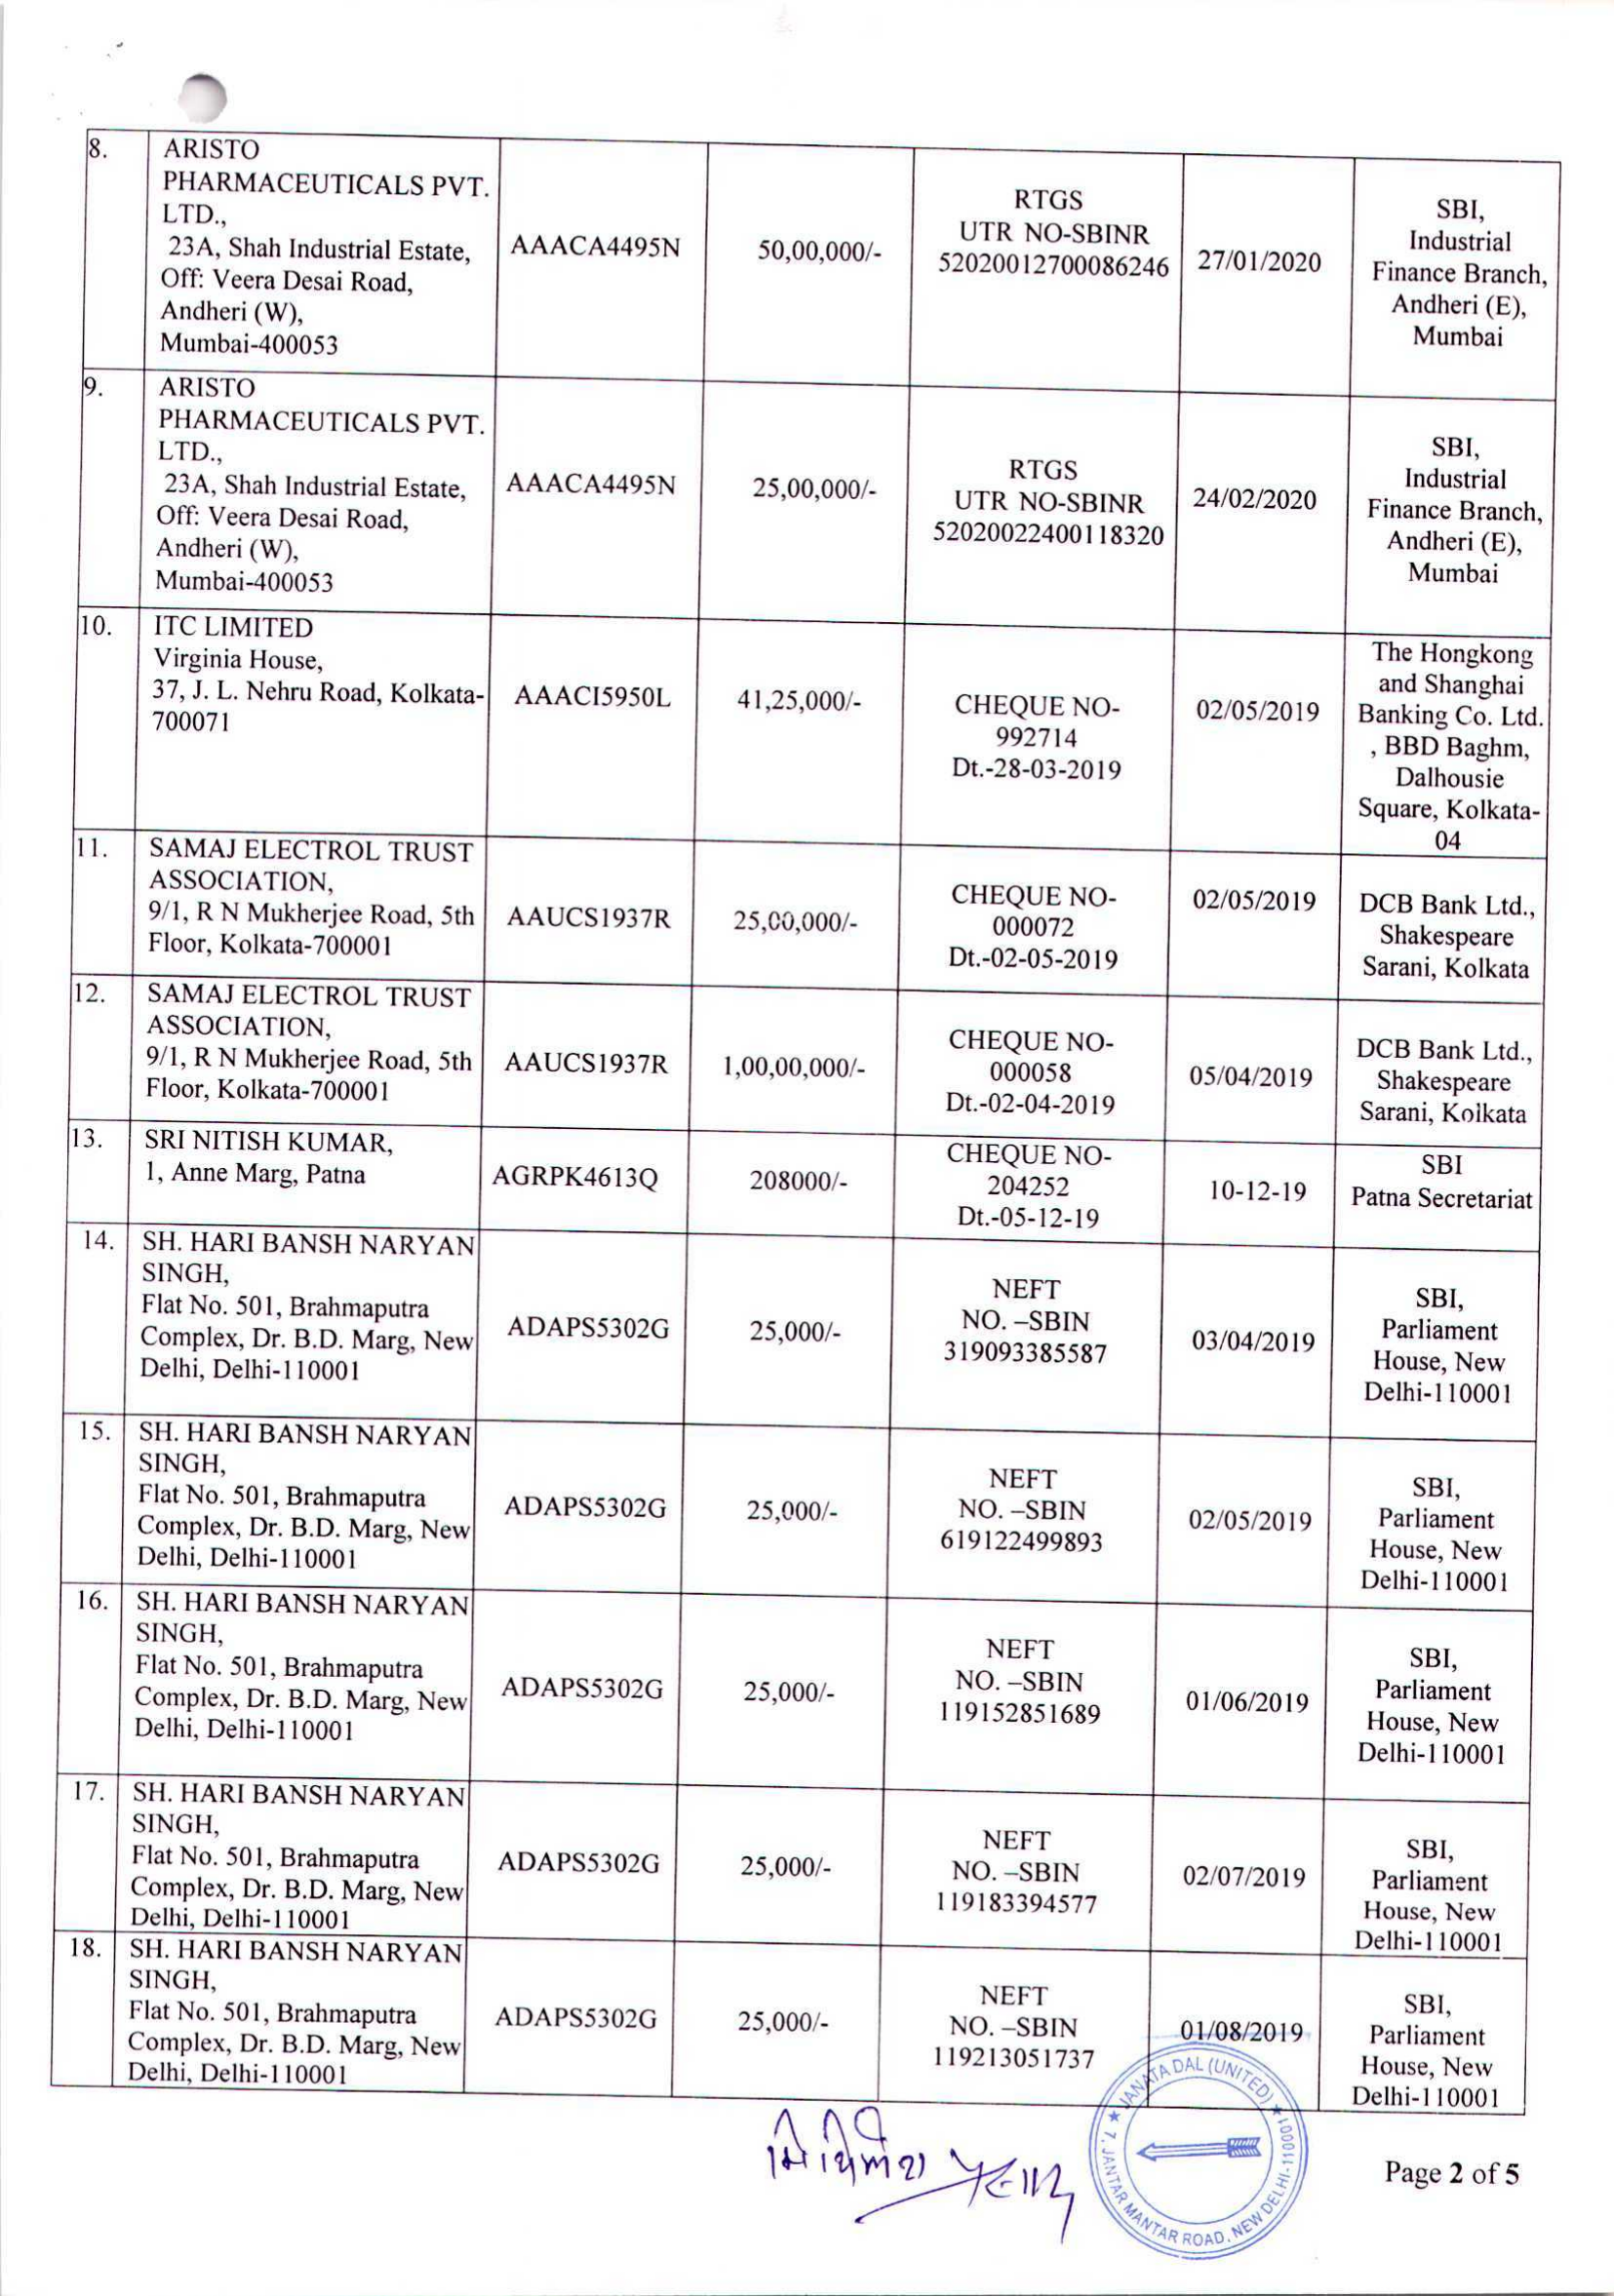 8.
ARISTO
PHARMACEUTICALS PVT.
LTD.,
23A, Shah Industrial Estate,
Off: Veera Desai Road,
Andheri (W),
Mumbai-400053
AAACA4495N
50,00,000/-
RTGS
UTR NO-SBINR
52020012700086246
27/01/2020
SBI,
Industrial
Finance Branch,
Andheri (E),
Mumbai
9.
ARISTO
PHARMACEUTICALS PVT.
LTD.,
23A, Shah Industrial Estate,
Off: Veera Desai Road,
Andheri (W),
Mumbai-400053
AAACA4495N
25,00,000/-
RTGS
UTR NO-SBINR
52020022400118320
24/02/2020
SBI,
Industrial
Finance Branch,
Andheri (E),
Mumbai
10.
ITC LIMITED
Virginia House,
37, J. L. Nehru Road, Kolkata-
700071
AAACI5950L
41,25,000/-
CHEQUE NO-
992714
Dt.-28-03-2019
02/05/2019
The Hongkong
and Shanghai
Banking Co. Ltd.
, BBD Baghm,
Dalhousie
Square, Kolkata-
04
11.
SAMAJ ELECTROL TRUST
ASSOCIATION,
9/1, R N Mukherjee Road, 5th
Floor, Kolkata-700001
AAUCS1937R
25,00,000/-
CHEQUE NO-
000072
Dt.-02-05-2019
02/05/2019
DCB Bank Ltd.,
Shakespeare
Sarani, Kolkata
12.
SAMAJ ELECTROL TRUST
ASSOCIATION,
9/1, R N Mukherjee Road, 5th
Floor, Kolkata-700001
AAUCS1937R
1,00,00,000/-
CHEQUE NO-
000058
Dt.-02-04-2019
05/04/2019
DCB Bank Ltd.,
Shakespeare
Sarani, Kolkata
13.
SRI NITISH KUMAR,
1, Anne Marg, Patna
AGRPK4613Q
208000/-
CHEQUE NO-
204252
Dt.-05-12-19
10-12-19
SBI
Patna Secretariat
14.
SH. HARI BANSH NARYAN
SINGH,
Flat No. 501, Brahmaputra
Complex, Dr. B.D. Marg, New
Delhi, Delhi-110001
ADAPS5302G
25,000/-
NEFT
NO. –SBIN
319093385587
03/04/2019
SBI,
Parliament
House, New
Delhi-110001
15.
SH. HARI BANSH NARYAN
SINGH,
Flat No. 501, Brahmaputra
Complex, Dr. B.D. Marg, New
Delhi, Delhi-110001
ADAPS5302G
25,000/-
NEFT
NO. –SBIN
619122499893
02/05/2019
SBI,
Parliament
House, New
Delhi-110001
16.
SH. HARI BANSH NARYAN
SINGH,
Flat No. 501, Brahmaputra
Complex, Dr. B.D. Marg, New
Delhi, Delhi-110001
ADAPS5302G
25,000/-
NEFT
NO. –SBIN
119152851689
01/06/2019
SBI,
Parliament
House, New
Delhi-110001
17.
SH. HARI BANSH NARYAN
SINGH,
Flat No. 501, Brahmaputra
Complex, Dr. B.D. Marg, New
Delhi, Delhi-110001
ADAPS5302G
25,000/-
NEFT
NO. –SBIN
119183394577
02/07/2019
SBI,
Parliament
House, New
Delhi-110001
18.
SH. HARI BANSH NARYAN
SINGH,
Flat No. 501, Brahmaputra
Complex, Dr. B.D. Marg, New
Delhi, Delhi-110001
ADAPS5302G
25,000/-
NEFT
NO. –SBIN
119213051737
01/08/2019
SBI,
Parliament
House, New
Delhi-110001
JANATA DAL (UNITED)
7, JANTAR MANTAR ROAD, NEW DELHI-110001
Page 2 of 5